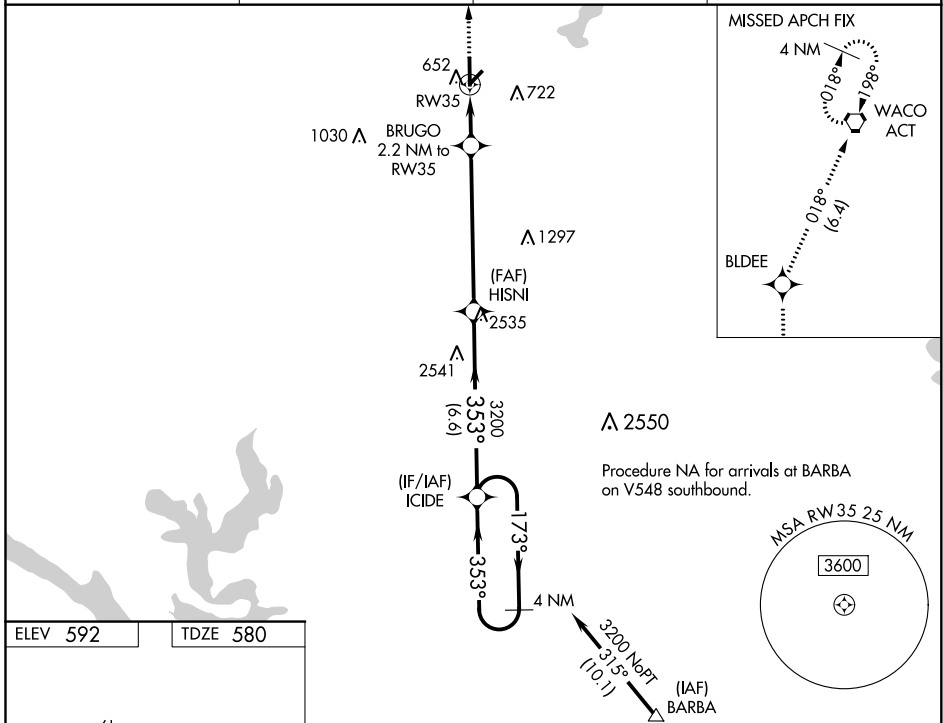 MISSED APCH FIX
4 NM
018°
198°
WACO
ACT
018°
(6.4)
BLDEE
652
RW35
722
1030
BRUGO
2.2 NM to
RW35
1297
(FAF)
HISNI
2535
2541
3200
353°
(6.6)
2550
Procedure NA for arrivals at BARBA
on V548 southbound.
(IF/IAF)
ICIDE
173°
353°
4 NM
MSA RW35 25 NM
3600
3200 NoPT
315°
(10.1)
(IAF)
BARBA
ELEV 592
TDZE 580